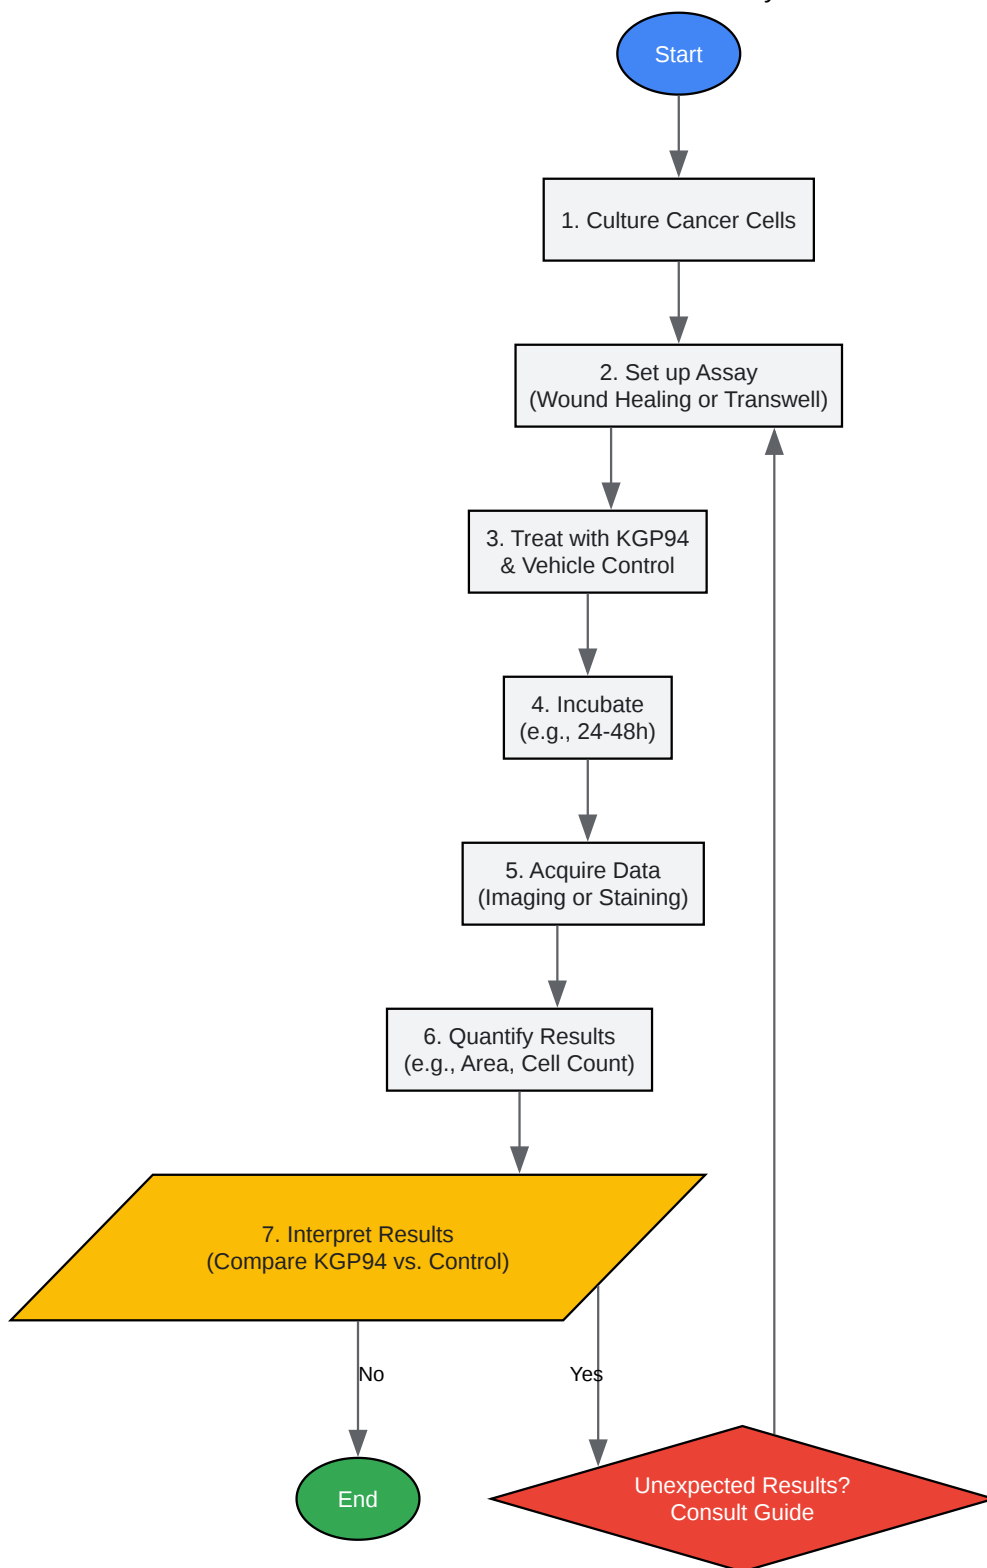 Start
1. Culture Cancer Cells
2. Set up Assay
(Wound Healing or Transwell)
3. Treat with KGP94
& Vehicle Control
4. Incubate
(e.g., 24-48h)
5. Acquire Data
(Imaging or Staining)
6. Quantify Results
(e.g., Area, Cell Count)
7. Interpret Results
(Compare KGP94 vs. Control)
No
Yes
End
Unexpected Results?
Consult Guide